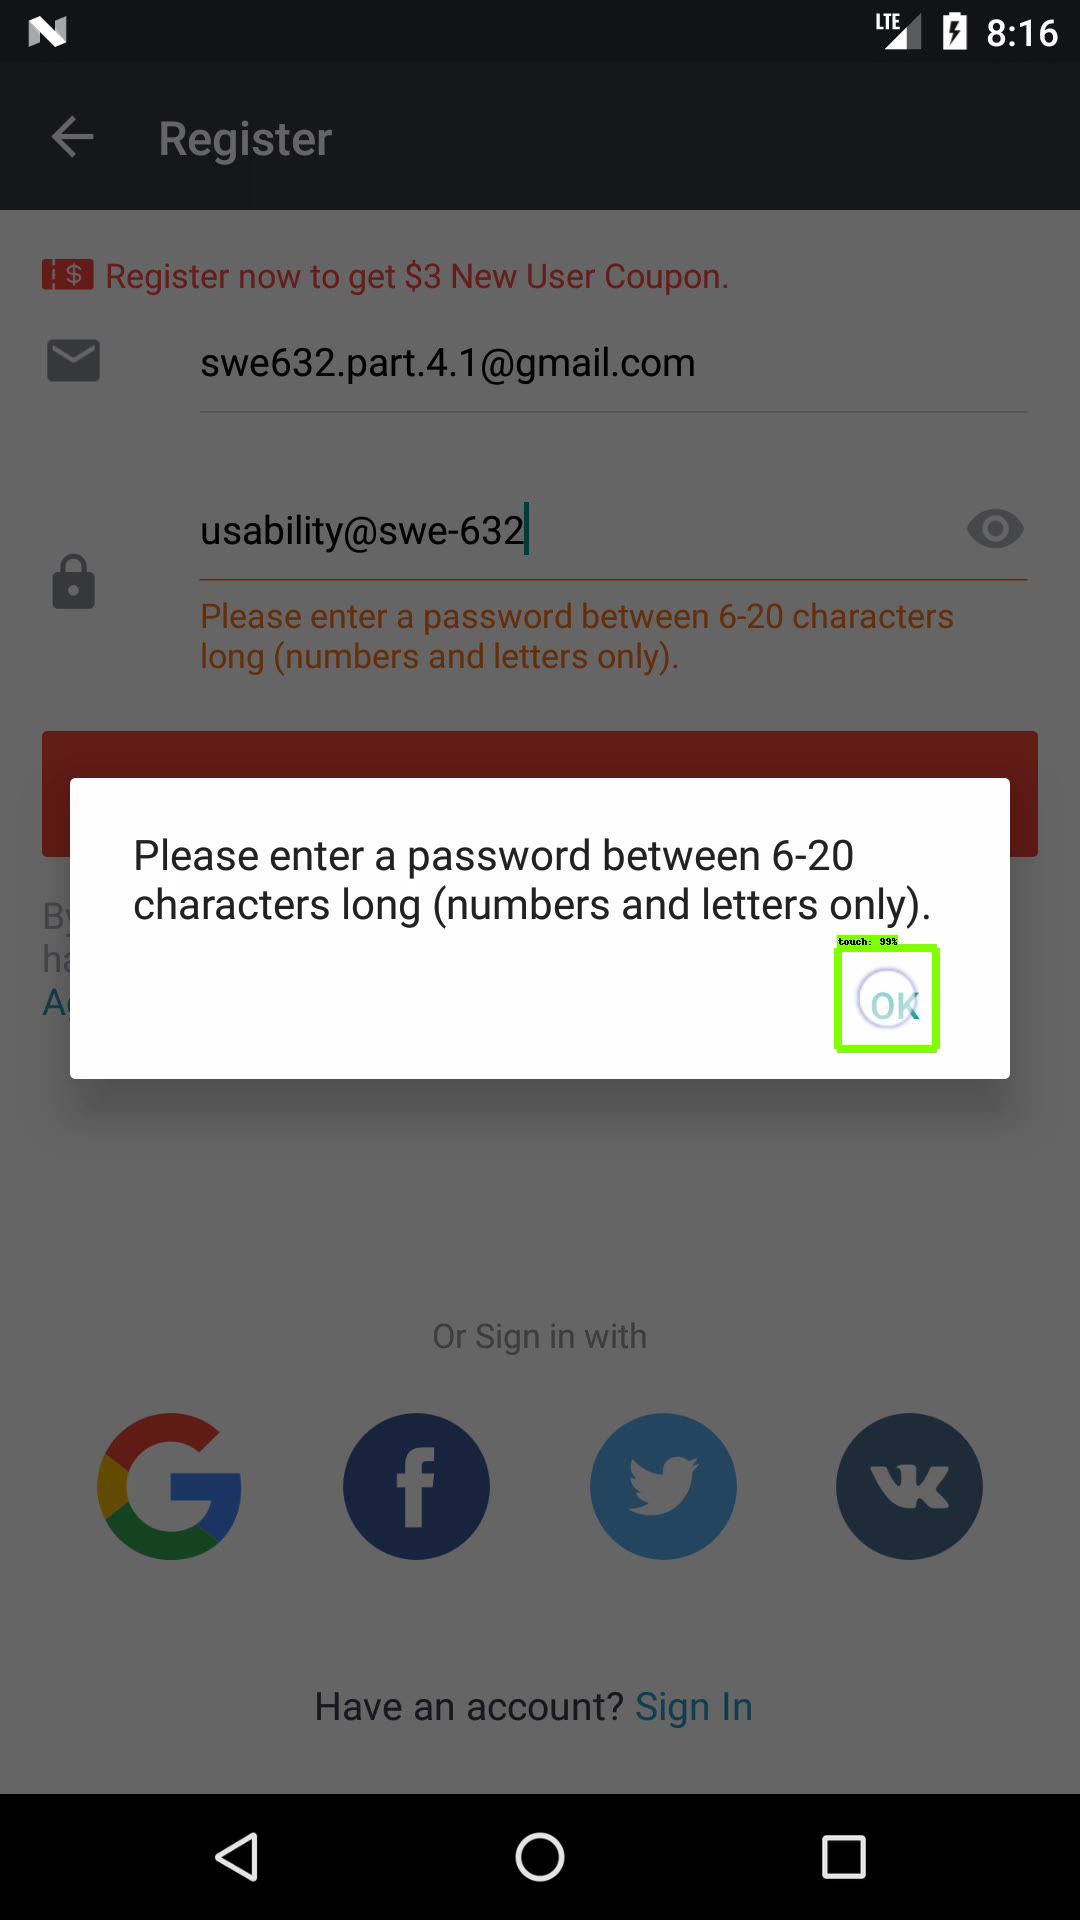 LTE 8:16
Register
$ Register now to get $3 New User Coupon.
swe632.part.4.1@gmail.com
usability@swe-632
Please enter a password between 6-20 characters
long (numbers and letters only).
Please enter a password between 6-20
characters long (numbers and letters only).
By
ha
touch: 99%
OK
Or Sign in with
Have an account? Sign In